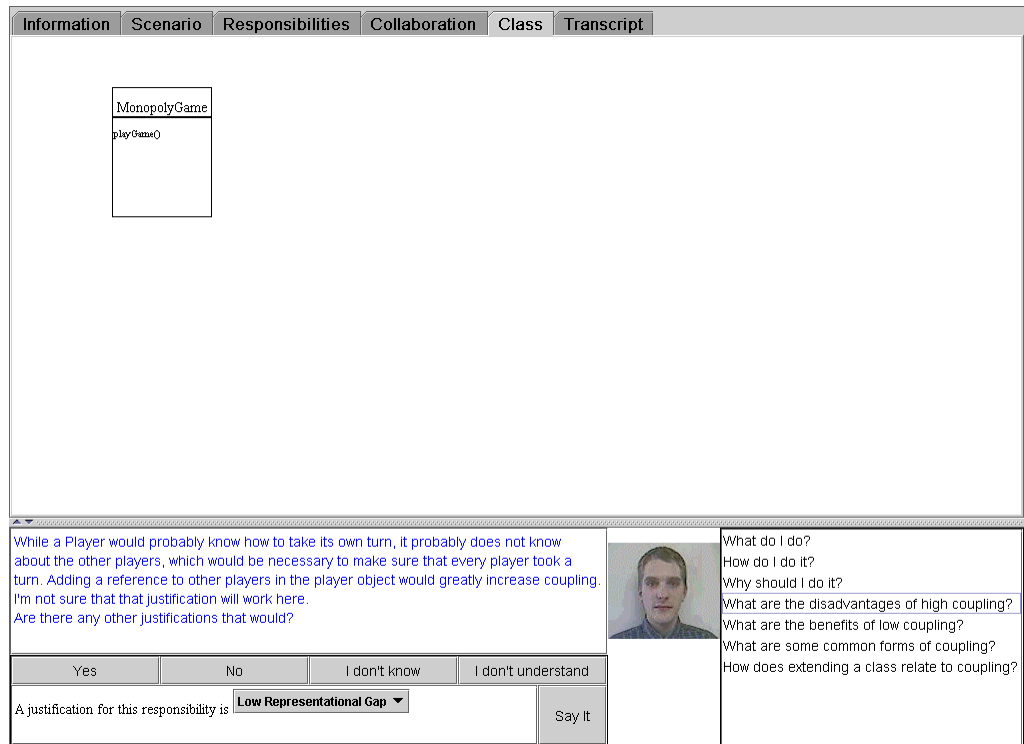 Information Scenario Responsibilities Collaboration Class Transcript
MonopolyGame
playGame()
While a Player would probably know how to take its own turn, it probably does not know
about the other players, which would be necessary to make sure that every player took a
turn. Adding a reference to other players in the player object would greatly increase coupling.
I'm not sure that that justification will work here.
Are there any other justifications that would?
Yes No I don't know I don't understand
A justification for this responsibility is Low Representational Gap
Say It
What do I do?
How do I do it?
Why should I do it?
What are the disadvantages of high coupling?
What are the benefits of low coupling?
What are some common forms of coupling?
How does extending a class relate to coupling?